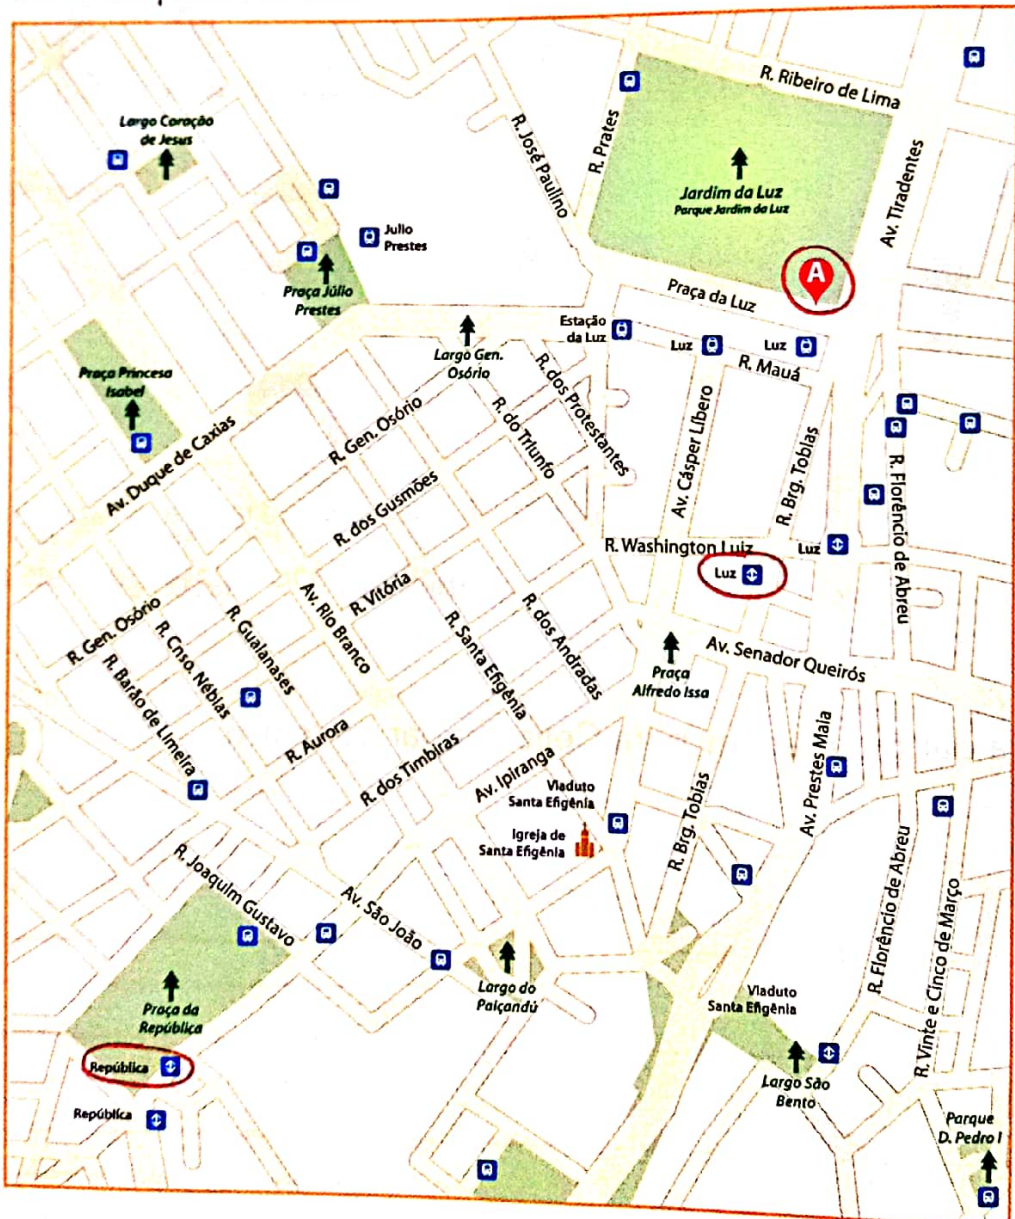 R. Ribeiro de Lima
Largo Coração
de Jesus
R. José Paulino
R. Prates
Jardim da Luz
Parque Jardim da Luz
Av. Tiradentes
Julio
Prestes
A
Praça Júlio
Prestes
Praça da Luz
Estação
da Luz
Luz
Luz
R. Mauá
Largo Gen.
Osório
Praça Princesa
Isabel
R. dos Protestantes
R. Gen. Osório
R. do Triunfo
Av. Duque de Caxias
Av. Cásper Líbero
R. Brg. Tobias
R. dos Gusmões
R. Florêncio de Abreu
R. Washington Luiz
Luz
Luz
R. Vitória
Av. Rio Branco
R. Gen. Osório
R. Cnso. Nébias
R. Guaianases
R. Santa Efigênia
R. dos Andradas
R. Barão de Limeira
Praça
Alfredo Issa
Av. Senador Queirós
R. Aurora
R. dos Timbiras
Av. Ipiranga
Av. Prestes Maia
Viaduto
Santa Efigênia
Igreja de
Santa Efigênia
R. Brg. Tobias
R. Joaquim Gustavo
Av. São João
R. Florêncio de Abreu
R. Vinte e Cinco de Março
Largo do
Paiçandú
Praça da
República
Viaduto
Santa Efigênia
República
República
Largo São
Bento
Parque
D. Pedro I